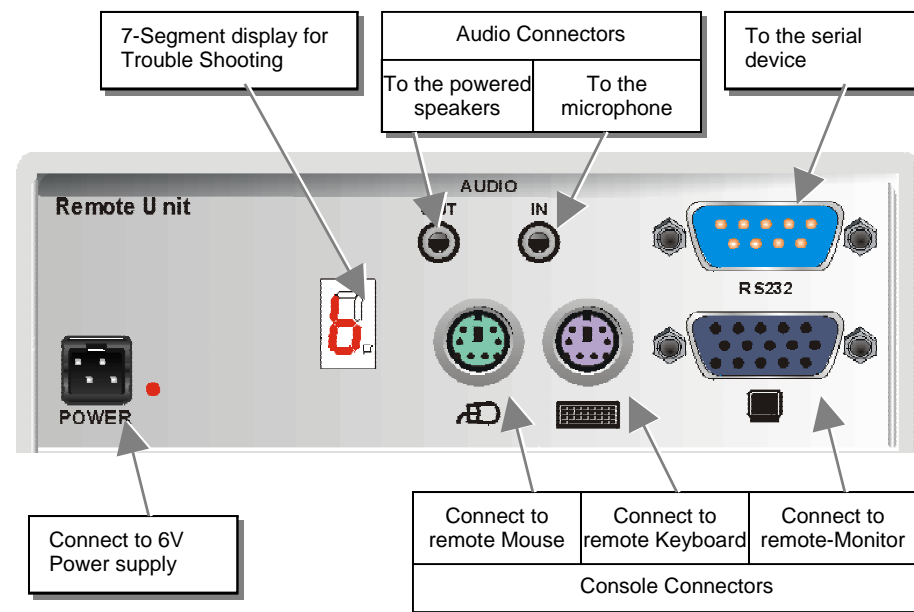 7-Segment display for
Trouble Shooting
Audio Connectors
To the powered
speakers
To the
microphone
To the serial
device
AUDIO
Remote Unit
OUT
IN
RS232
6.
POWER
Connect to 6V
Power supply
Connect to
remote Mouse
Connect to
remote Keyboard
Connect to
remote-Monitor
Console Connectors